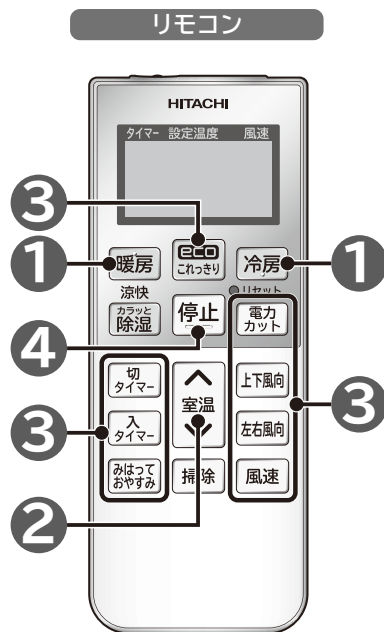 リモコン
HITACHI
タイマー 設定温度 風速
3
1
暖房
eco
これっきり
冷房
1
涼快
カラッと
除湿
停止
リセット
電力
カット
4
切
タイマー
室温
上下風向
3
入
タイマー
左右風向
3
みはって
おやすみ
掃除
風速
2